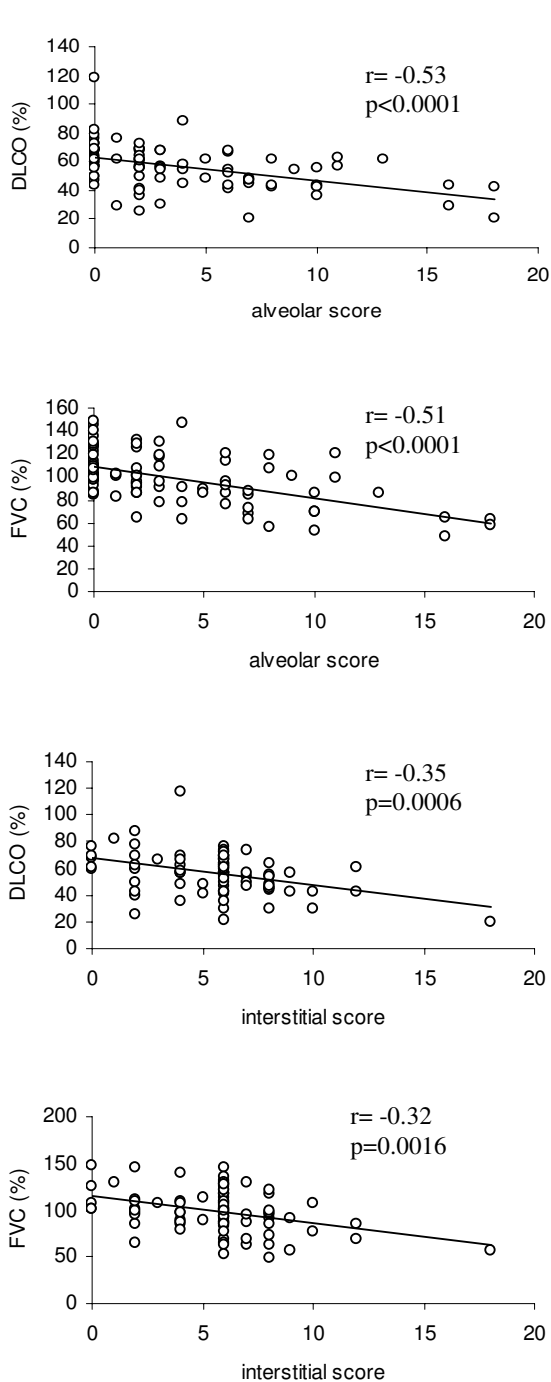 140
120
100
80
60
40
20
0
DLCO (%)
r= -0.53
p<0.0001
0 5 10 15 20
alveolar score
160
140
120
100
80
60
40
20
0
FVC (%)
r= -0.51
p<0.0001
0 5 10 15 20
alveolar score
140
120
100
80
60
40
20
0
DLCO (%)
r= -0.35
p=0.0006
0 5 10 15 20
interstitial score
200
150
100
50
0
FVC (%)
r= -0.32
p=0.0016
0 5 10 15 20
interstitial score